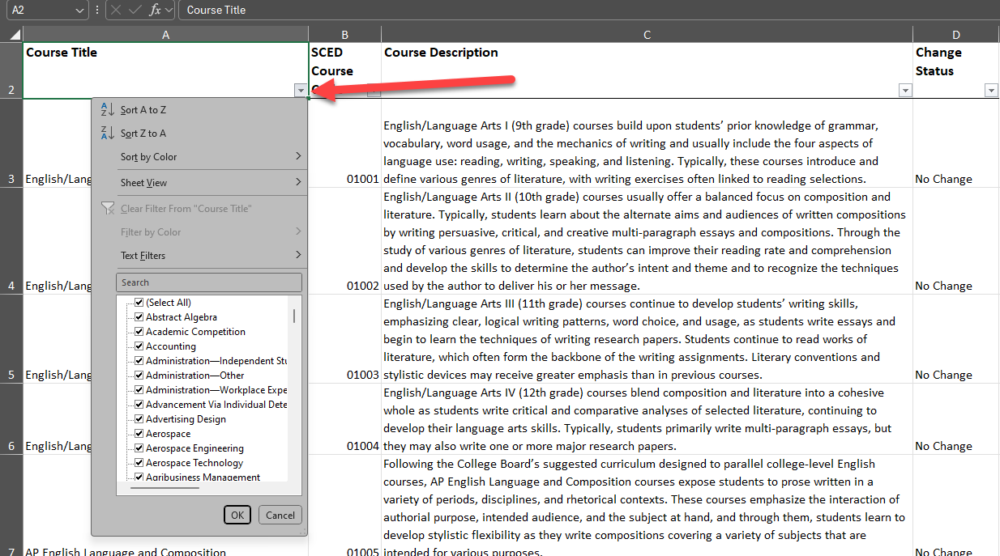 A2
fx
Course Title
A
B
C
D
2
Course Title
SCED
Course
Course Description
Change
Status
Sort A to Z
Sort Z to A
Sort by Color
Sheet View
Clear Filter From "Course Title"
Filter by Color
Text Filters
Search
(Select All)
Abstract Algebra
Academic Competition
Accounting
Administration—Independent Stu
Administration—Other
Administration—Workplace Expe
Advancement Via Individual Dete
Advertising Design
Aerospace
Aerospace Engineering
Aerospace Technology
Agribusiness Management
OK
Cancel
3
English/Lang
01001
English/Language Arts I (9th grade) courses build upon students’ prior knowledge of grammar,
vocabulary, word usage, and the mechanics of writing and usually include the four aspects of
language use: reading, writing, speaking, and listening. Typically, these courses introduce and
define various genres of literature, with writing exercises often linked to reading selections.
No Change
4
English/Lang
01002
English/Language Arts II (10th grade) courses usually offer a balanced focus on composition and
literature. Typically, students learn about the alternate aims and audiences of written compositions
by writing persuasive, critical, and creative multi-paragraph essays and compositions. Through the
study of various genres of literature, students can improve their reading rate and comprehension
and develop the skills to determine the author’s intent and theme and to recognize the techniques
used by the author to deliver his or her message.
No Change
5
English/Lang
01003
English/Language Arts III (11th grade) courses continue to develop students’ writing skills,
emphasizing clear, logical writing patterns, word choice, and usage, as students write essays and
begin to learn the techniques of writing research papers. Students continue to read works of
literature, which often form the backbone of the writing assignments. Literary conventions and
stylistic devices may receive greater emphasis than in previous courses.
No Change
6
English/Lang
01004
English/Language Arts IV (12th grade) courses blend composition and literature into a cohesive
whole as students write critical and comparative analyses of selected literature, continuing to
develop their language arts skills. Typically, students primarily write multi-paragraph essays, but
they may also write one or more major research papers.
No Change
7
AP English Language and Composition
01005
Following the College Board’s suggested curriculum designed to parallel college-level English
courses, AP English Language and Composition courses expose students to prose written in a
variety of periods, disciplines, and rhetorical contexts. These courses emphasize the interaction of
authorial purpose, intended audience, and the subject at hand, and through them, students learn to
develop stylistic flexibility as they write compositions covering a variety of subjects that are
intended for various purposes.
No Change